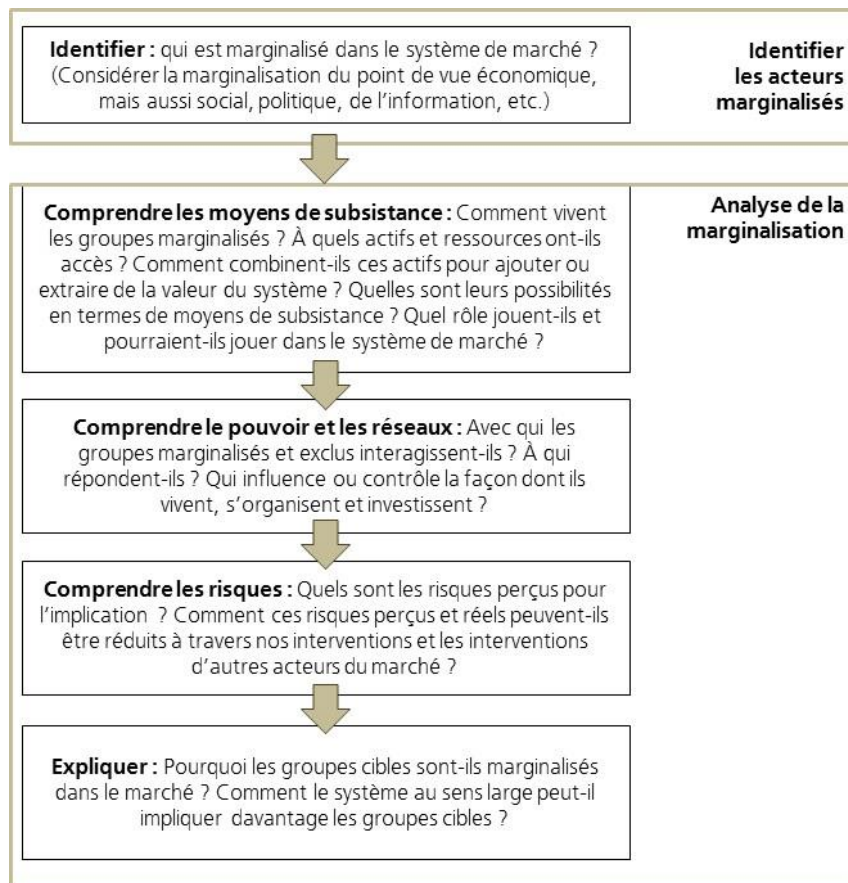 Identifier : qui est marginalisé dans le système de marché ?
(Considérer la marginalisation du point de vue économique,
mais aussi social, politique, de l’information, etc.)
Identifier
les acteurs
marginalisés
Comprendre les moyens de subsistance : Comment vivent
les groupes marginalisés ? À quels actifs et ressources ont-ils
accès ? Comment combinent-ils ces actifs pour ajouter ou
extraire de la valeur du système ? Quelles sont leurs possibilités
en termes de moyens de subsistance ? Quel rôle jouent-ils et
pourraient-ils jouer dans le système de marché ?
Analyse de la
marginalisation
Comprendre le pouvoir et les réseaux : Avec qui les
groupes marginalisés et exclus interagissent-ils ? À qui
répondent-ils ? Qui influence ou contrôle la façon dont ils
vivent, s’organisent et investissent ?
Comprendre les risques : Quels sont les risques perçus pour
l’implication ? Comment ces risques perçus et réels peuvent-ils
être réduits à travers nos interventions et les interventions
d’autres acteurs du marché ?
Expliquer : Pourquoi les groupes cibles sont-ils marginalisés
dans le marché ? Comment le système au sens large peut-il
impliquer davantage les groupes cibles ?